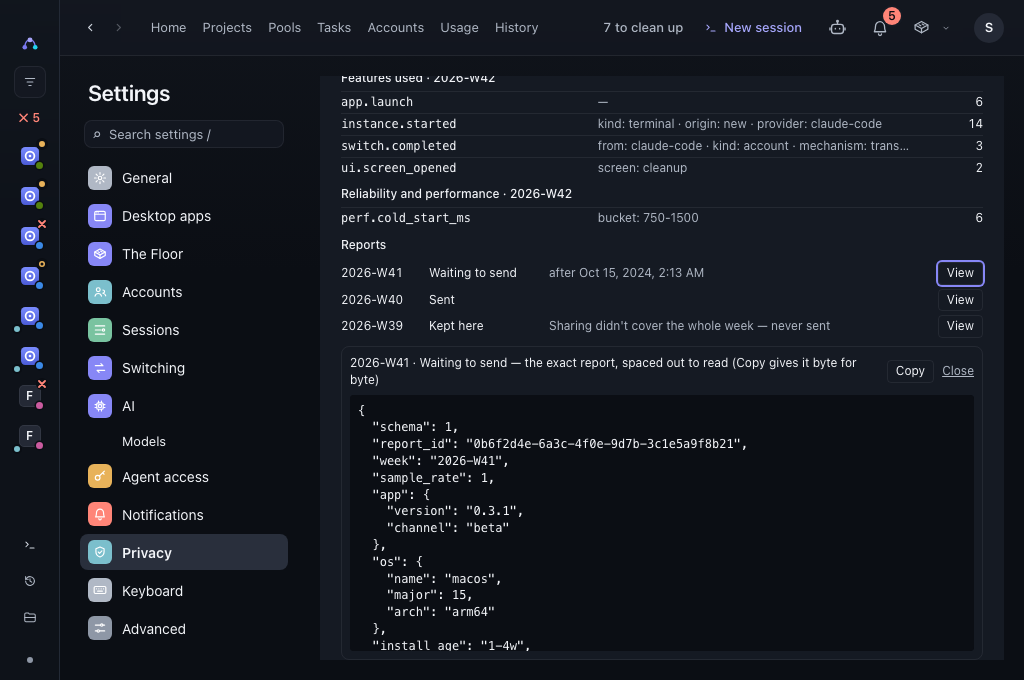 Home Projects Pools Tasks Accounts Usage History 7 to clean up New session 5 S
5
F
F
Settings
Search settings /
General
Desktop apps
The Floor
Accounts
Sessions
Switching
AI
Models
Agent access
Notifications
Privacy
Keyboard
Advanced
Features used · 2026-W42
app.launch — 6
instance.started kind: terminal · origin: new · provider: claude-code 14
switch.completed from: claude-code · kind: account · mechanism: trans… 3
ui.screen_opened screen: cleanup 2
Reliability and performance · 2026-W42
perf.cold_start_ms bucket: 750-1500 6
Reports
2026-W41 Waiting to send after Oct 15, 2024, 2:13 AM View
2026-W40 Sent View
2026-W39 Kept here Sharing didn't cover the whole week — never sent View
2026-W41 · Waiting to send — the exact report, spaced out to read (Copy gives it byte for
byte)
Copy Close
{
"schema": 1,
"report_id": "0b6f2d4e-6a3c-4f0e-9d7b-3c1e5a9f8b21",
"week": "2026-W41",
"sample_rate": 1,
"app": {
"version": "0.3.1",
"channel": "beta"
},
"os": {
"name": "macos",
"major": 15,
"arch": "arm64"
},
"install_age": "1-4w",